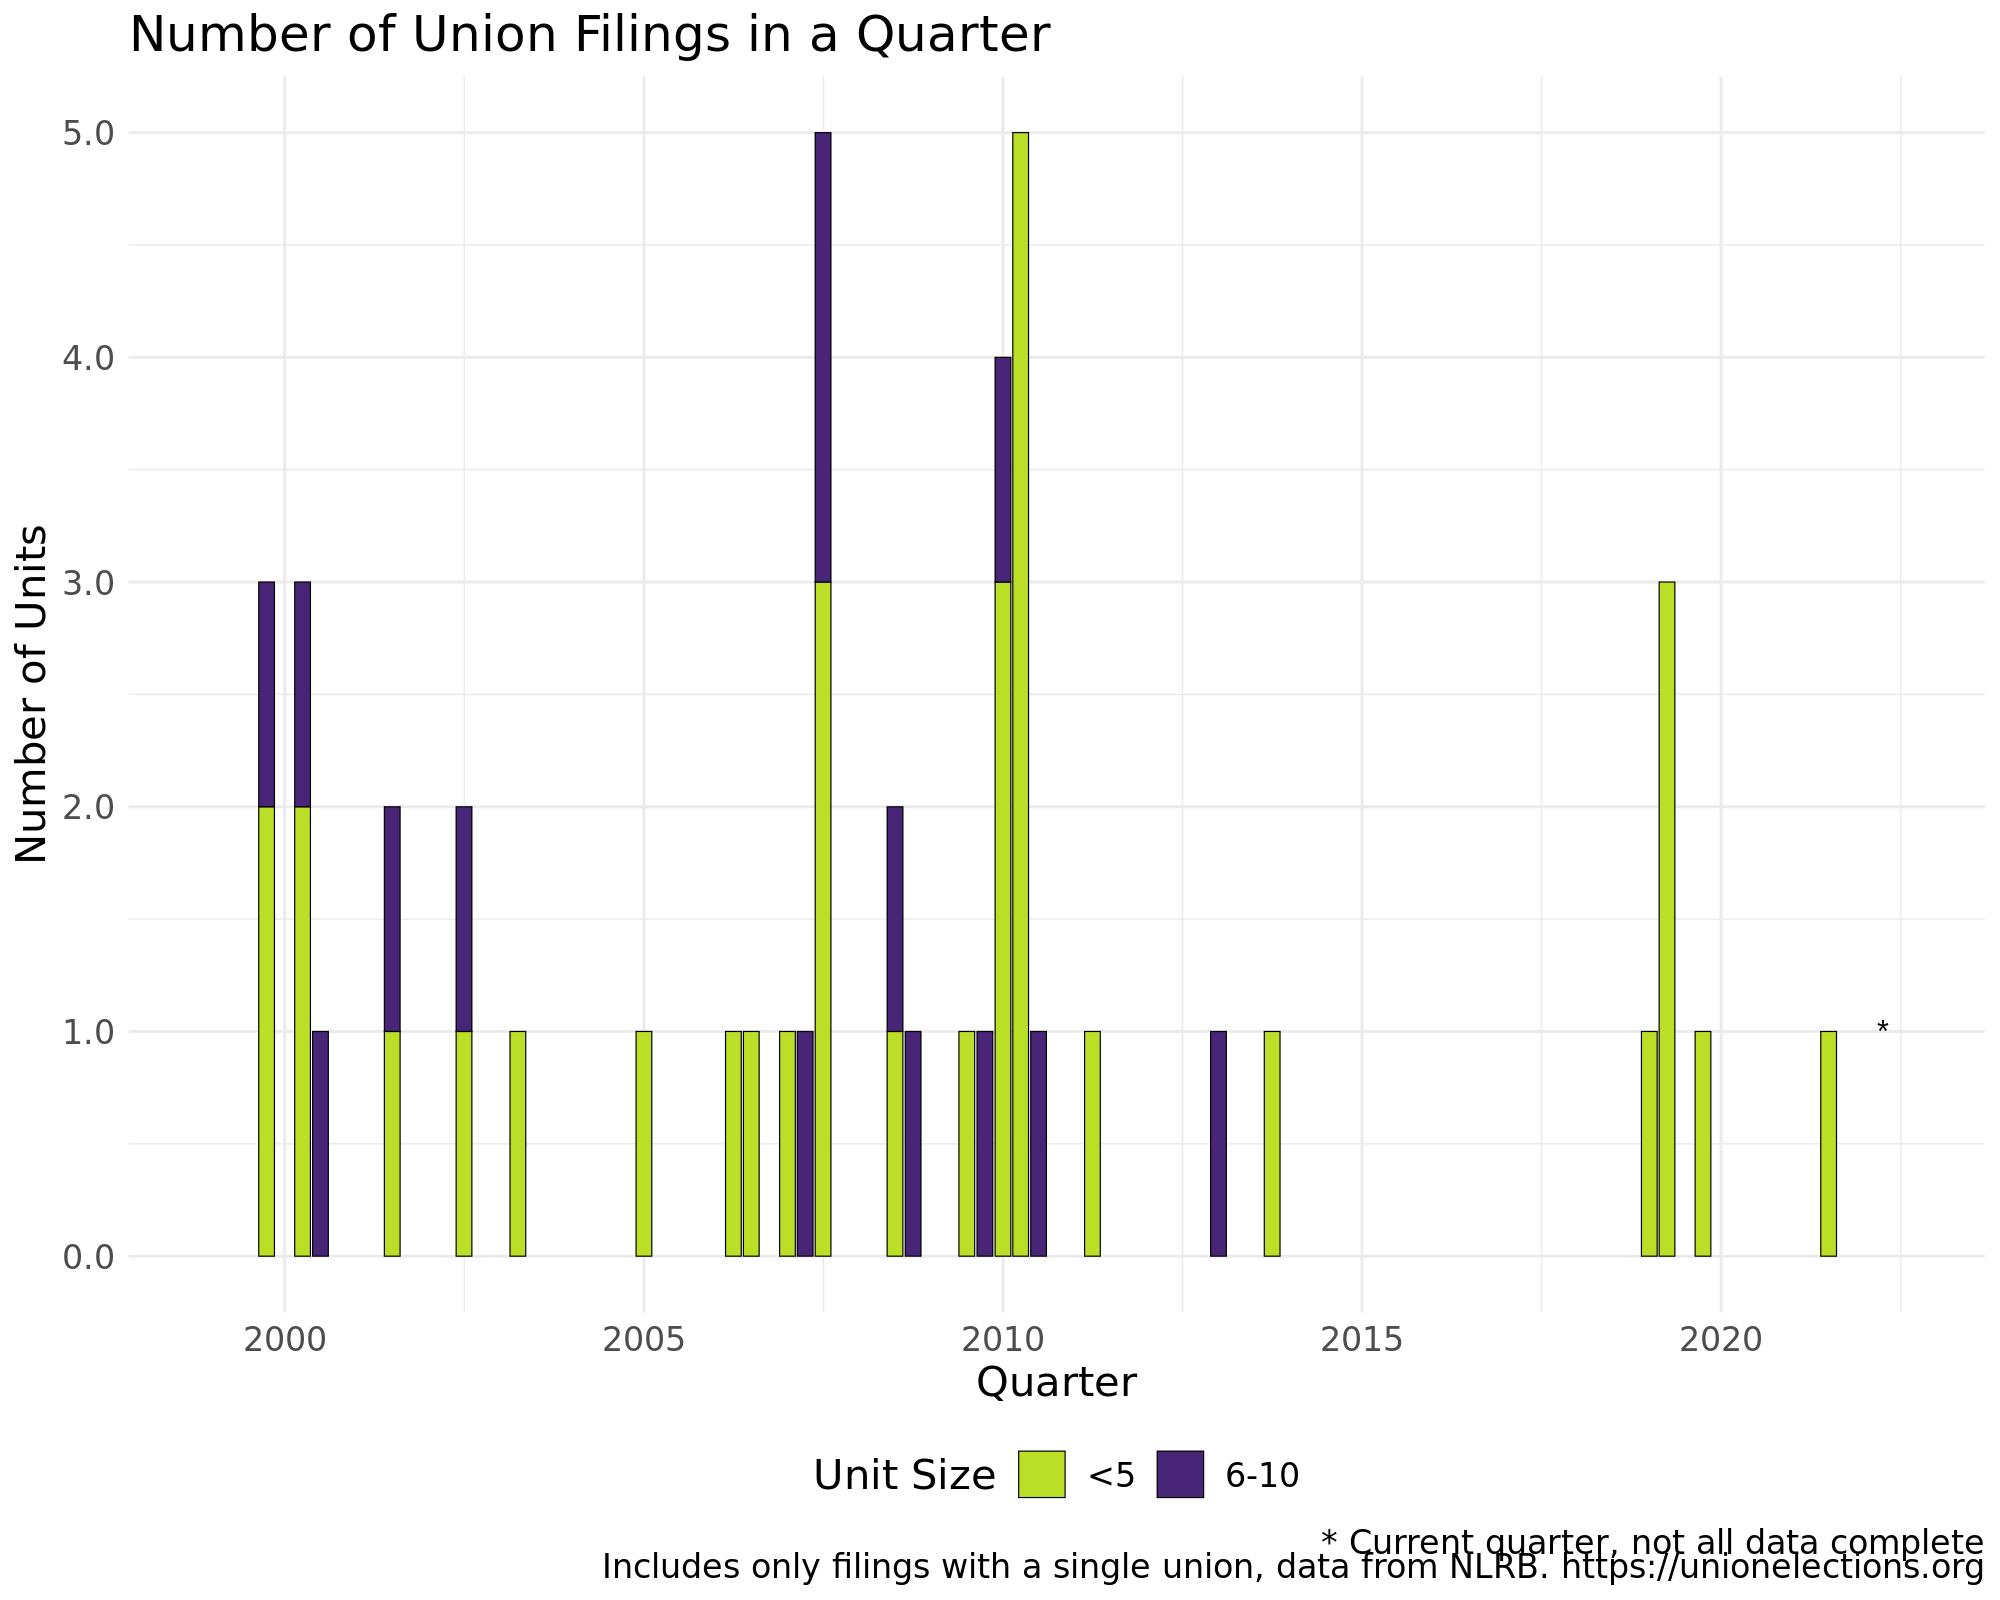 Number of Union Filings in a Quarter
Number of Units
5.0
4.0
3.0
2.0
1.0
0.0
*
2000 2005 2010 2015 2020
Quarter
Unit Size <5 6-10
* Current quarter, not all data complete
Includes only filings with a single union, data from NLRB. https://unionelections.org